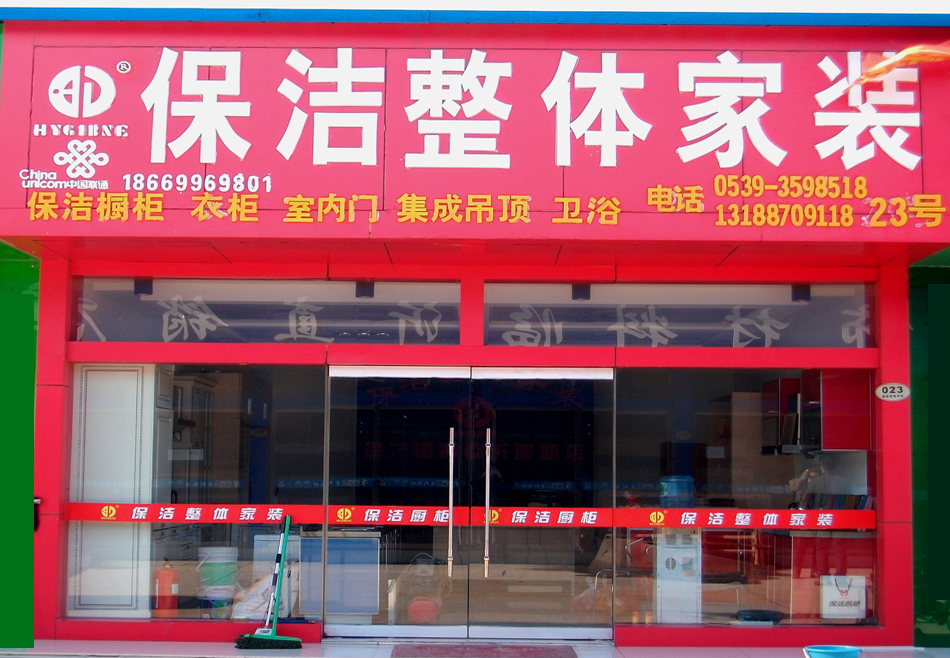 ®
保洁整体家装
HYGIBNE
China
unicom中国联通
18669969801
保洁橱柜 衣柜 室内门 集成吊顶 卫浴 电话 0539-3598518
13188709118
23号
023
保洁整体家装
保洁厨柜
保洁厨柜
保洁整体家装